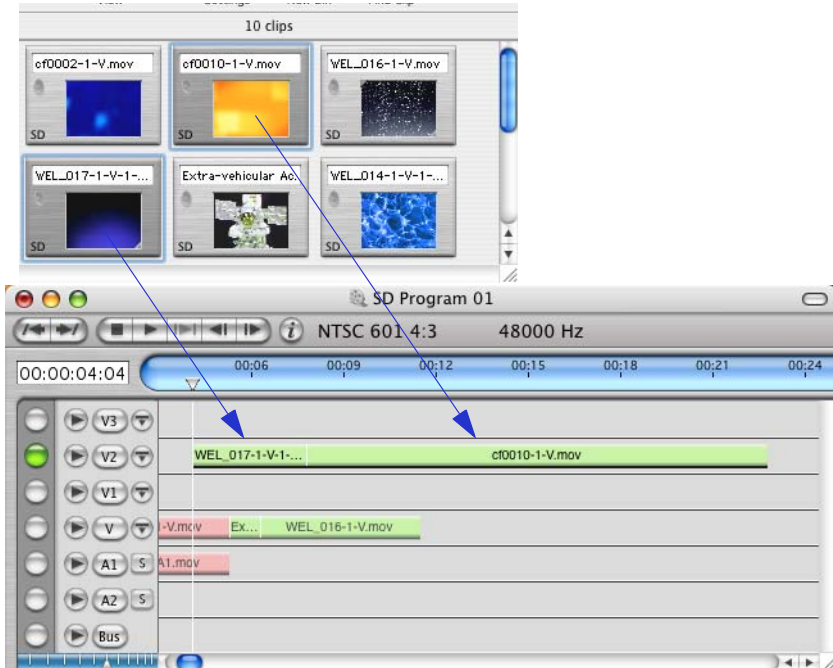 10 clips
cf0002-1-V.mov cf0010-1-V.mov WEL_016-1-V.mov
SD SD SD
WEL_017-1-V-1-... Extra-vehicular Ac. WEL_014-1-V-1-...
SD SD SD
SD Program 01
i NTSC 601 4:3 48000 Hz
00:00:04:04 00:06 00:09 00:12 00:15 00:18 00:21 00:24
V3
V2 WEL_017-1-V-1-... cf0010-1-V.mov
V1
V -V.mov Ex... WEL_016-1-V.mov
A1 S A1.mov
A2 S
Bus